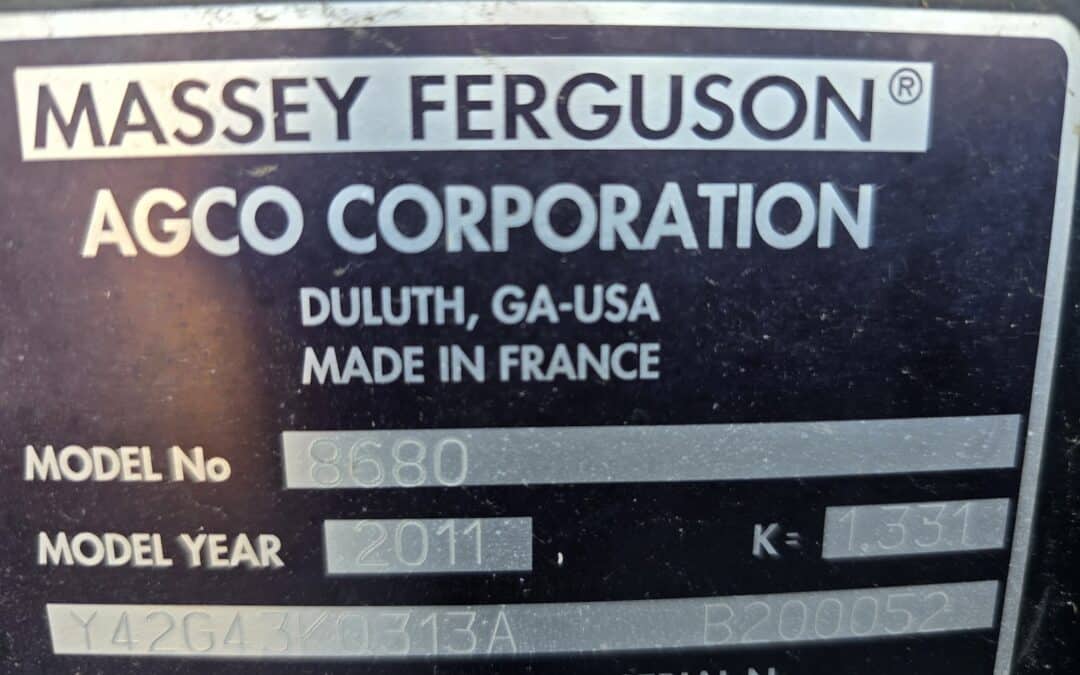 MASSEY FERGUSON®
AGCO CORPORATION
DULUTH, GA-USA
MADE IN FRANCE
MODEL No 8680
MODEL YEAR 2011 K= 1.331
Y42G43K0313A B200052